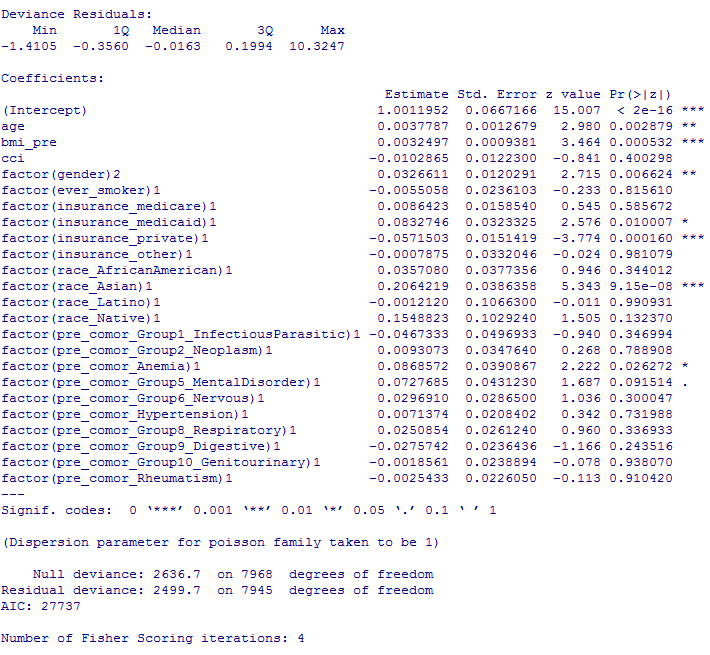 Deviance Residuals:
    Min      1Q  Median      3Q     Max
-1.4105 -0.3560 -0.0163  0.1994 10.3247

Coefficients:
                                                Estimate Std. Error z value Pr(>|z|)
(Intercept)                                    1.0011952  0.0667166  15.007  < 2e-16 ***
age                                            0.0037787  0.0012679   2.980 0.002879 **
bmi_pre                                        0.0032497  0.0009381   3.464 0.000532 ***
cci                                           -0.0102865  0.0122300  -0.841 0.400298
factor(gender)2                                0.0326611  0.0120291   2.715 0.006624 **
factor(ever_smoker)1                          -0.0055058  0.0236103  -0.233 0.815610
factor(insurance_medicare)1                    0.0086423  0.0158540   0.545 0.585672
factor(insurance_medicaid)1                    0.0832746  0.0323325   2.576 0.010007 *
factor(insurance_private)1                    -0.0571503  0.0151419  -3.774 0.000160 ***
factor(insurance_other)1                      -0.0007875  0.0332046  -0.024 0.981079
factor(race_AfricanAmerican)1                  0.0357080  0.0377356   0.946 0.344012
factor(race_Asian)1                            0.2064219  0.0386358   5.343 9.15e-08 ***
factor(race_Latino)1                          -0.0012120  0.1066300  -0.011 0.990931
factor(race_Native)1                           0.1548823  0.1029240   1.505 0.132370
factor(pre_comor_Group1_InfectiousParasitic)1 -0.0467333  0.0496933  -0.940 0.346994
factor(pre_comor_Group2_Neoplasm)1             0.0093073  0.0347640   0.268 0.788908
factor(pre_comor_Anemia)1                      0.0868572  0.0390867   2.222 0.026272 *
factor(pre_comor_Group5_MentalDisorder)1       0.0727685  0.0431230   1.687 0.091514 .
factor(pre_comor_Group6_Nervous)1              0.0296910  0.0286500   1.036 0.300047
factor(pre_comor_Hypertension)1                0.0071374  0.0208402   0.342 0.731988
factor(pre_comor_Group8_Respiratory)1          0.0250854  0.0261240   0.960 0.336933
factor(pre_comor_Group9_Digestive)1           -0.0275742  0.0236436  -1.166 0.243516
factor(pre_comor_Group10_Genitourinary)1      -0.0018561  0.0238894  -0.078 0.938070
factor(pre_comor_Rheumatism)1                 -0.0025433  0.0226050  -0.113 0.910420
---
Signif. codes:  0 ‘***’ 0.001 ‘**’ 0.01 ‘*’ 0.05 ‘.’ 0.1 ‘ ’ 1

(Dispersion parameter for poisson family taken to be 1)

    Null deviance: 2636.7  on 7968  degrees of freedom
Residual deviance: 2499.7  on 7945  degrees of freedom
AIC: 27737

Number of Fisher Scoring iterations: 4